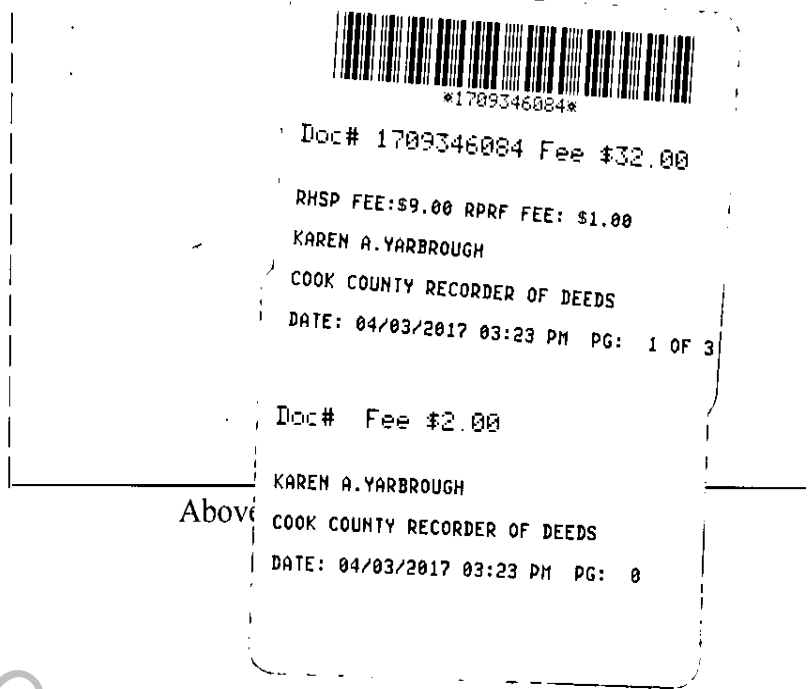 *1709346084*
Doc# 1709346084 Fee $32.00
RHSP FEE:$9.00 RPRF FEE: $1.00
KAREN A.YARBROUGH
COOK COUNTY RECORDER OF DEEDS
DATE: 04/03/2017 03:23 PM PG: 1 OF 3
Doc# Fee $2.00
KAREN A.YARBROUGH
Above
COOK COUNTY RECORDER OF DEEDS
DATE: 04/03/2017 03:23 PM PG: 0